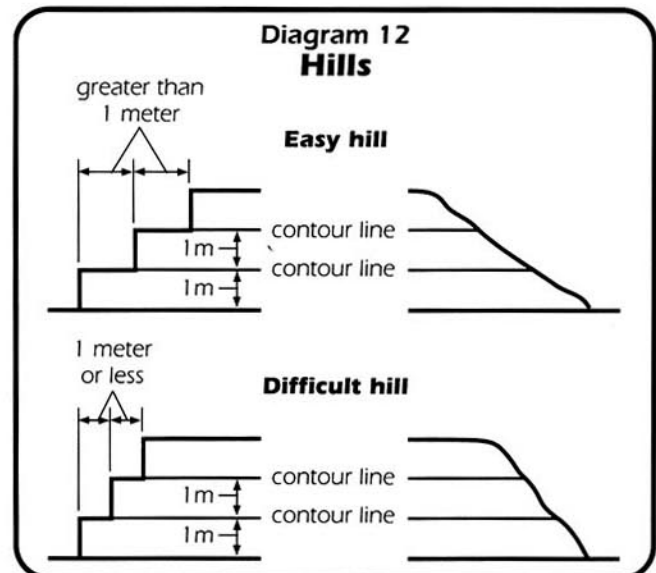 Diagram 12
Hills
greater than
1 meter
Easy hill
contour line
1m
contour line
1m
1 meter
or less
Difficult hill
contour line
1m
contour line
1m